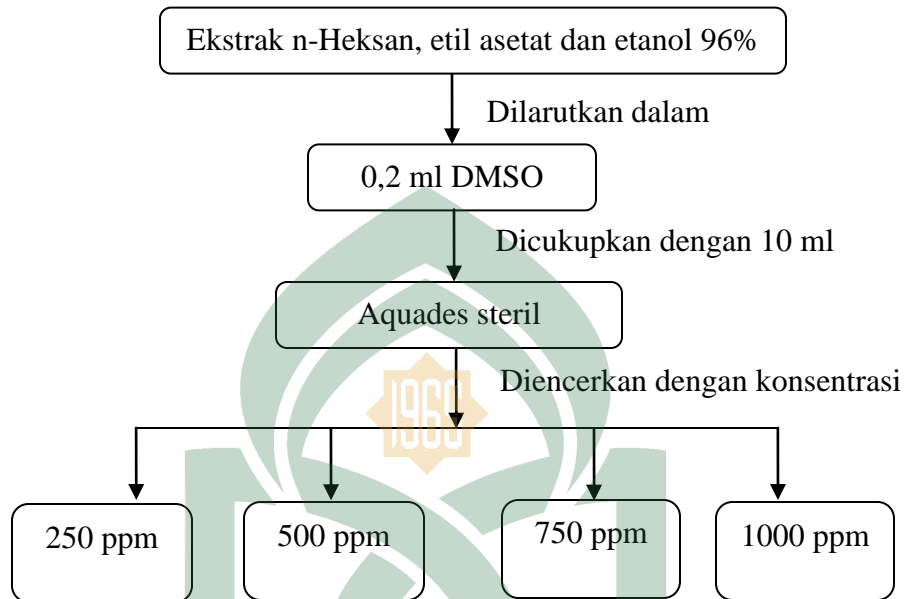 Ekstrak n-Heksan, etil asetat dan etanol 96%
Dilarutkan dalam
0,2 ml DMSO
Dicukupkan dengan 10 ml
Aquades steril
Diencerkan dengan konsentrasi
1965
250 ppm
500 ppm
750 ppm
1000 ppm